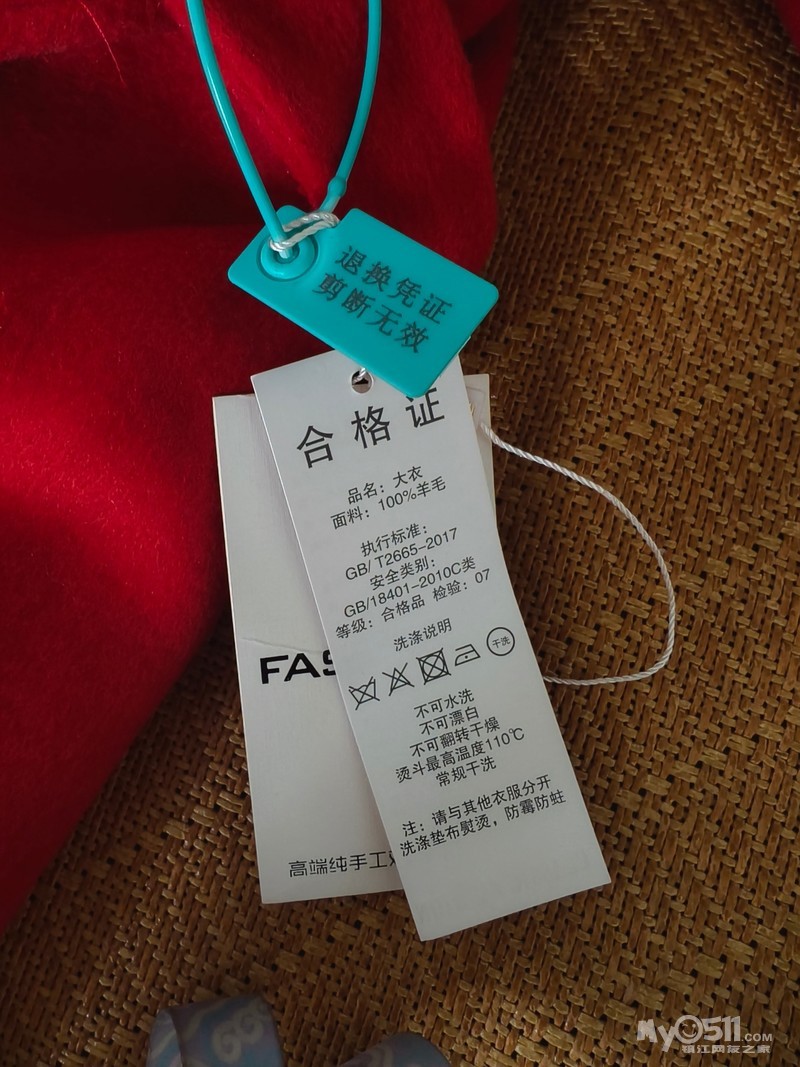 退换凭证
剪断无效
合格证
品名：大衣
面料：100%羊毛
执行标准：
GB/T2665-2017
安全类别：
GB/18401-2010C类
等级：合格品 检验：07
洗涤说明
干洗
不可水洗
不可漂白
不可翻转干燥
烫斗最高温度110℃
常规干洗
注：请与其他衣服分开
洗涤垫布熨烫，防霉防蛀
FAS
高端纯手工
My0511.COM
镇江网友之家